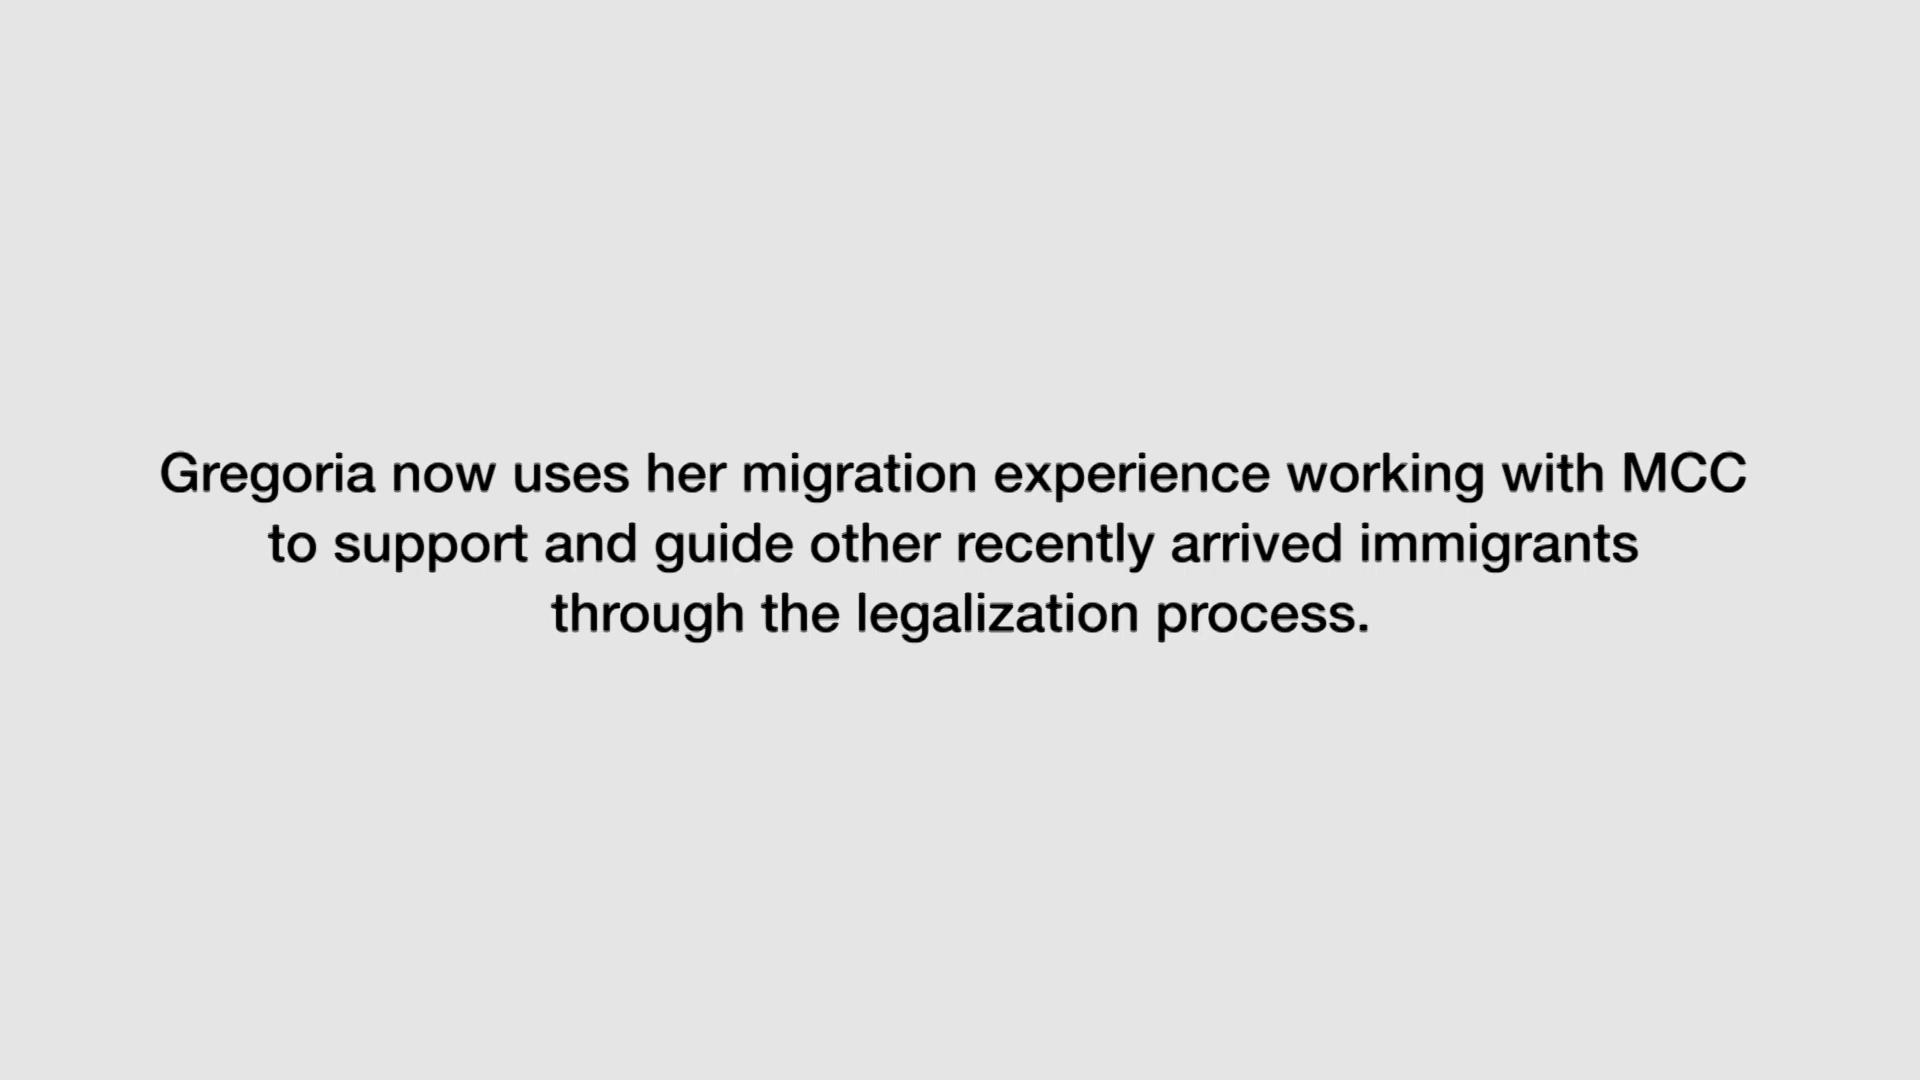 Gregoria now uses her migration experience working with MCC
to support and guide other recently arrived immigrants
through the legalization process.